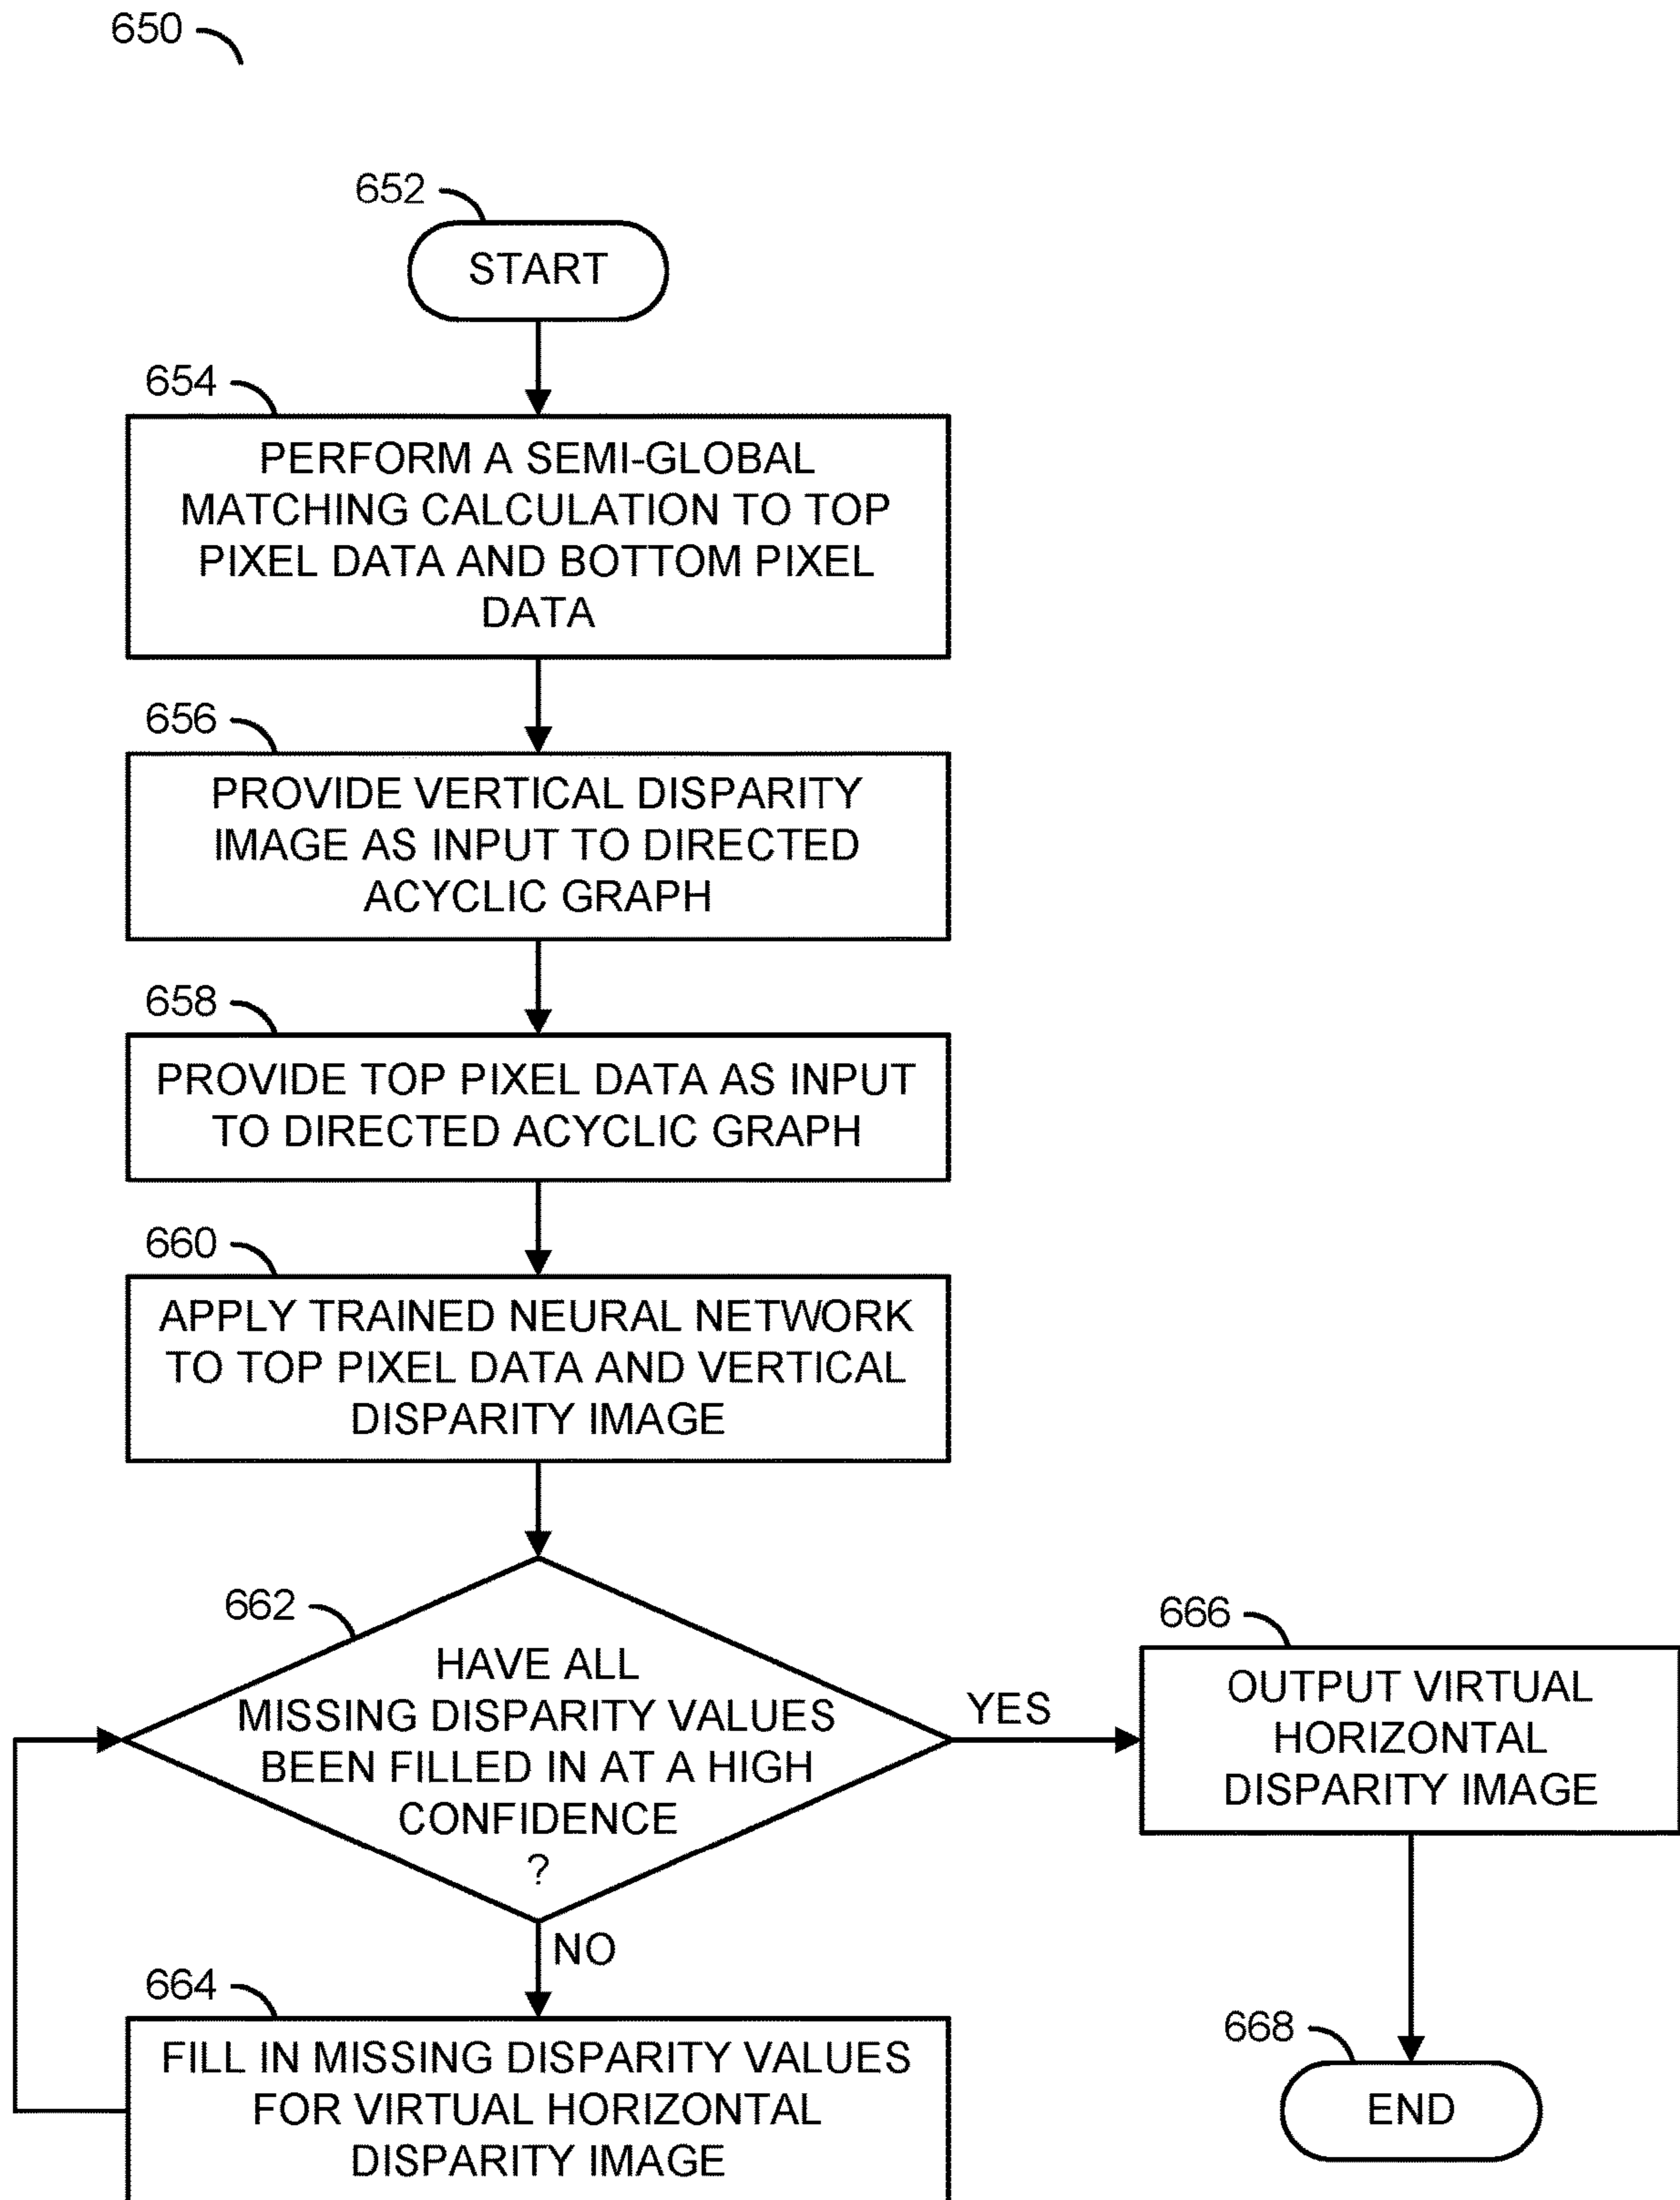 650
652
START
654
PERFORM A SEMI-GLOBAL
MATCHING CALCULATION TO TOP
PIXEL DATA AND BOTTOM PIXEL
DATA
656
PROVIDE VERTICAL DISPARITY
IMAGE AS INPUT TO DIRECTED
ACYCLIC GRAPH
658
PROVIDE TOP PIXEL DATA AS INPUT
TO DIRECTED ACYCLIC GRAPH
660
APPLY TRAINED NEURAL NETWORK
TO TOP PIXEL DATA AND VERTICAL
DISPARITY IMAGE
662
HAVE ALL
MISSING DISPARITY VALUES
BEEN FILLED IN AT A HIGH
CONFIDENCE
?
YES
666
OUTPUT VIRTUAL
HORIZONTAL
DISPARITY IMAGE
NO
664
FILL IN MISSING DISPARITY VALUES
FOR VIRTUAL HORIZONTAL
DISPARITY IMAGE
668
END